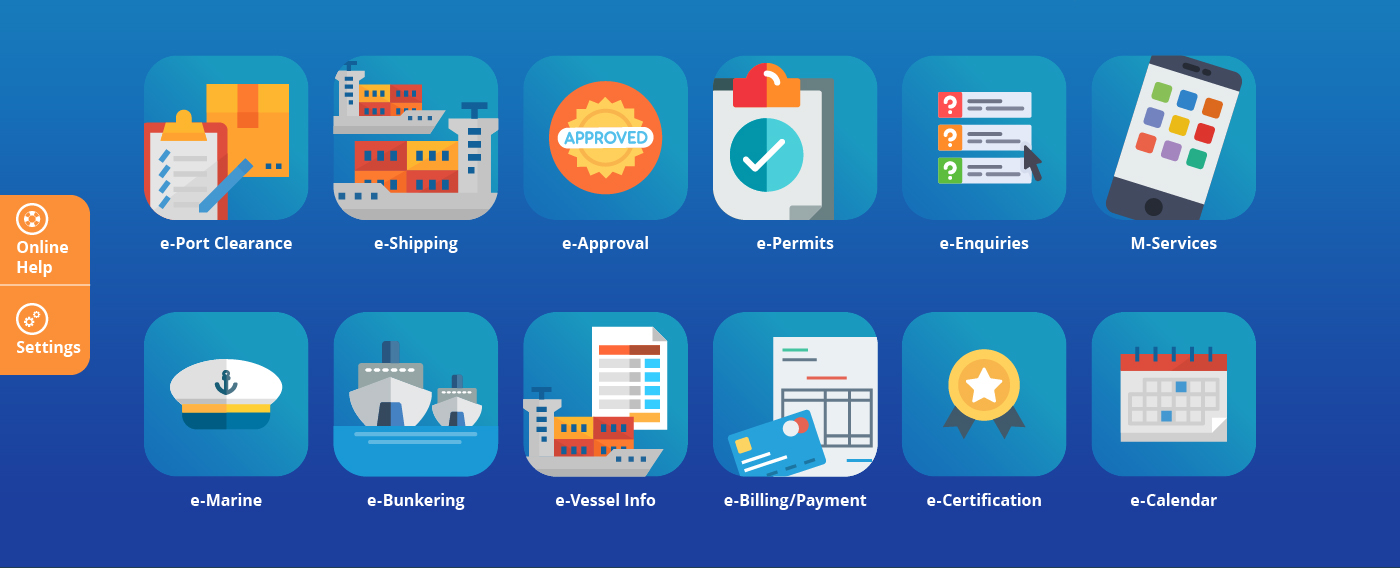 APPROVED
e-Port Clearance
e-Shipping
e-Approval
e-Permits
e-Enquiries
M-Services
Online
Help
Settings
e-Marine
e-Bunkering
e-Vessel Info
e-Billing/Payment
e-Certification
e-Calendar